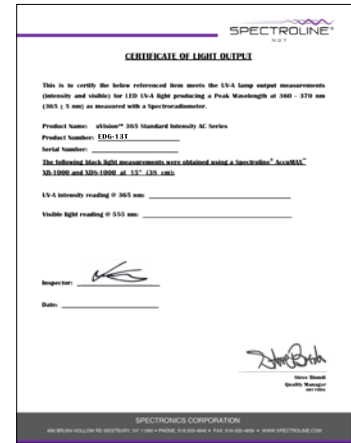 SPECTROLINE®
NDT
CERTIFICATE OF LIGHT OUTPUT
This is to certify the below referenced item meets the UV-A lamp output measurements
(intensity and visible) for LED UV-A light producing a Peak Wavelength at 360 - 370 nm
(365 ± 5 nm) as measured with a Spectroradiometer.
Product Name: uVision™ 365 Standard Intensity AC Series
Product Number: EDG-13T
Serial Number:
The following black light measurements were obtained using a Spectroline® AccuMAX™
XR-1000 and XDS-1000 at 15" (38 cm):
UV-A intensity reading @ 365 nm:
Visible light reading @ 555 nm:
Inspector:
Date:
Steve Biondi
Quality Manager
SPECTRONICS CORPORATION